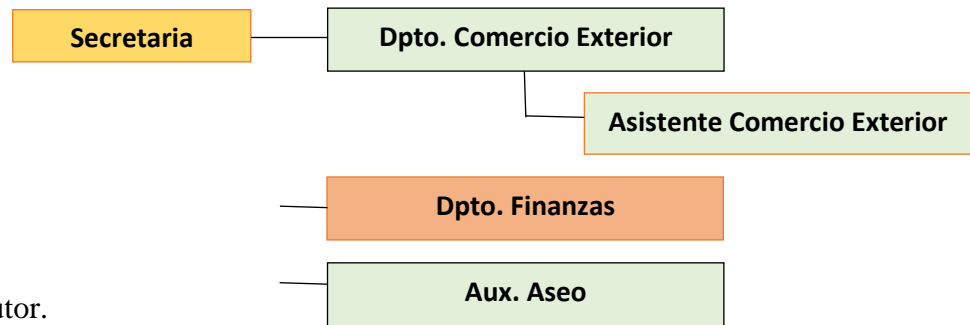 Secretaria
Dpto. Comercio Exterior
Asistente Comercio Exterior
Dpto. Finanzas
Aux. Aseo